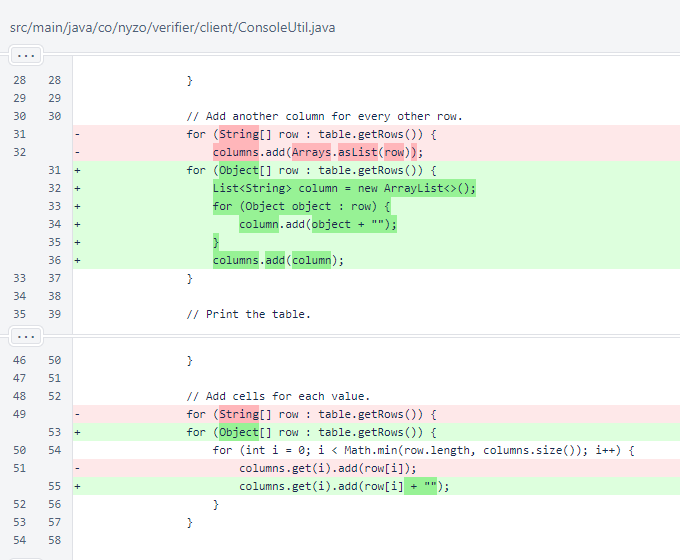 src/main/java/co/nyzo/verifier/client/ConsoleUtil.java
...
28 28 }
29 29
30 30 // Add another column for every other row.
31 - for (String[] row : table.getRows()) {
32 - columns.add(Arrays.asList(row));
31 + for (Object[] row : table.getRows()) {
32 + List<String> column = new ArrayList<>();
33 + for (Object object : row) {
34 + column.add(object + "");
35 + }
36 + columns.add(column);
33 37 }
34 38
35 39 // Print the table.
...
46 50 }
47 51
48 52 // Add cells for each value.
49 - for (String[] row : table.getRows()) {
53 + for (Object[] row : table.getRows()) {
50 54 for (int i = 0; i < Math.min(row.length, columns.size()); i++) {
51 - columns.get(i).add(row[i]);
55 + columns.get(i).add(row[i] + "");
52 56 }
53 57 }
54 58